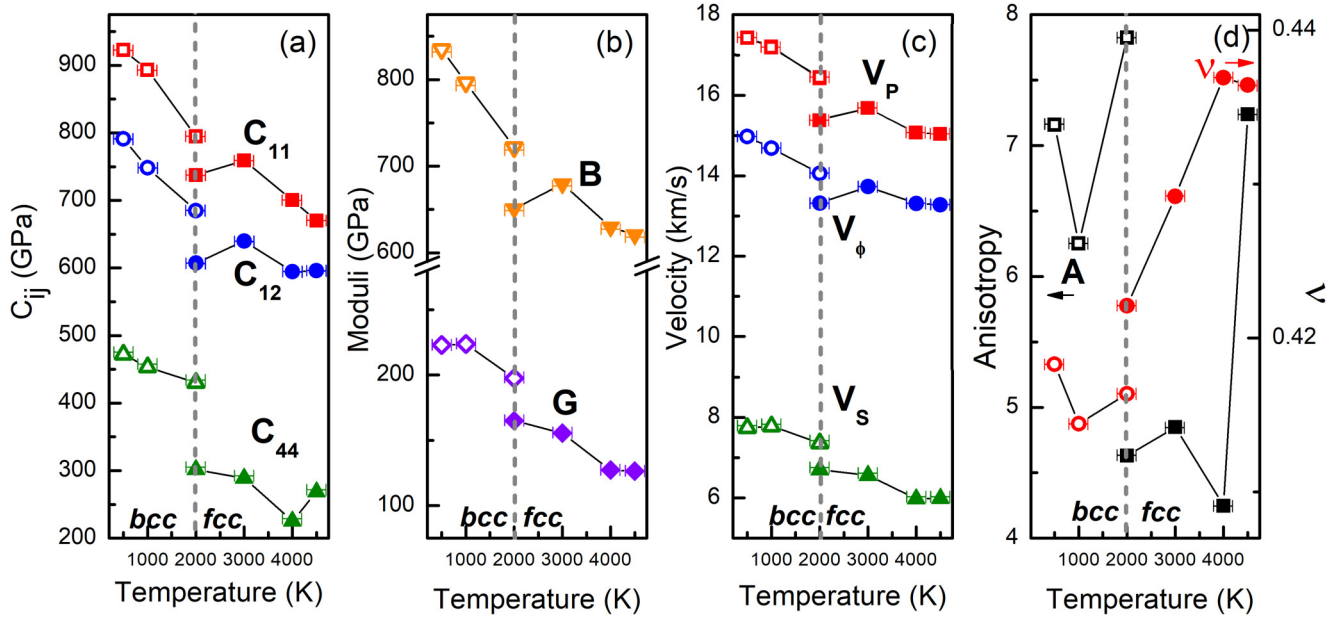 (a)
900
800
700
600
500
400
300
200
C11
C12
C44
bcc fcc
1000 2000 3000 4000
Temperature (K)
Cij (GPa)
(b)
800
700
600
200
100
B
G
bcc fcc
1000 2000 3000 4000
Temperature (K)
Moduli (GPa)
(c)
18
16
14
12
10
8
6
VP
Vϕ
VS
bcc fcc
1000 2000 3000 4000
Temperature (K)
Velocity (km/s)
(d)
8
7
6
5
4
A
ν
bcc fcc
1000 2000 3000 4000
Temperature (K)
Anisotropy
0.44
0.42
ν